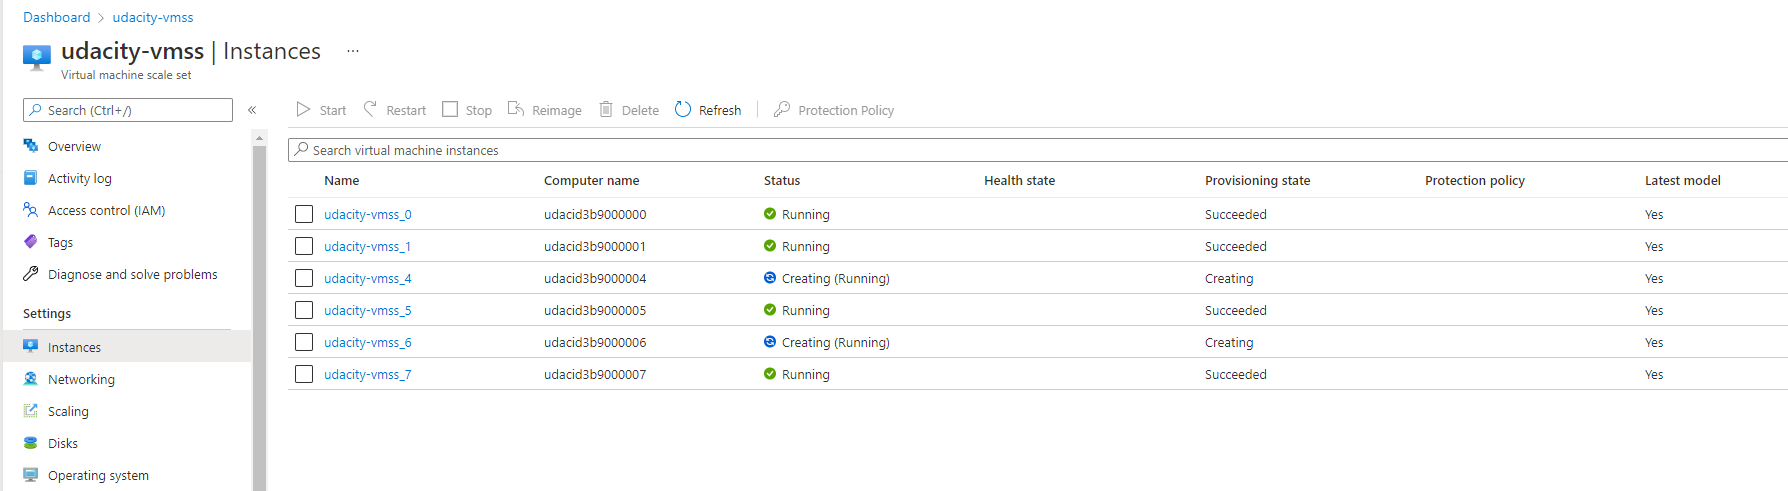 Dashboard > udacity-vmss
udacity-vmss | Instances ...
Virtual machine scale set
Search (Ctrl+/) «
Start Restart Stop Reimage Delete Refresh Protection Policy
Search virtual machine instances
Overview
Activity log
Access control (IAM)
Tags
Diagnose and solve problems
Settings
Instances
Networking
Scaling
Disks
Operating system
Name Computer name Status Health state Provisioning state Protection policy Latest model
udacity-vmss_0 udacid3b9000000 Running Succeeded Yes
udacity-vmss_1 udacid3b9000001 Running Succeeded Yes
udacity-vmss_4 udacid3b9000004 Creating (Running) Creating Yes
udacity-vmss_5 udacid3b9000005 Running Succeeded Yes
udacity-vmss_6 udacid3b9000006 Creating (Running) Creating Yes
udacity-vmss_7 udacid3b9000007 Running Succeeded Yes